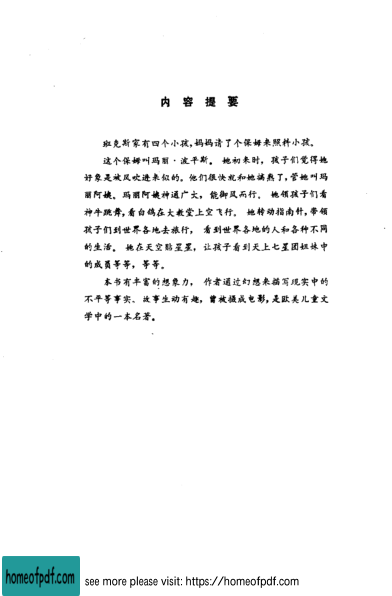 内容提要
班克斯家有四个小孩,妈妈请了个保姆来照料小孩。
这个保姆叫玛丽·波平斯。她初来时,孩子们觉得她
好象是被风吹进来似的。他们很快就和她搞熟了,管她叫玛
丽阿姨。玛丽阿姨神通广大,能御风而行。她领孩子们看
神牛跳舞,看白鸽在大教堂上空飞行。她转动指南针,带领
孩子们到世界各地去旅行,看到世界各地的人和各种不同
的生活。她在天空贴星星,让孩子看到天上七星团姐妹中
的成员等等,等等。
本书有丰富的想象力,作者通过幻想来描写现实中的
不平等事实、故事生动有趣,曾被摄成电影,是欧美儿童文
学中的一本名著。
homeofpdf.com
see more please visit: https://homeofpdf.com